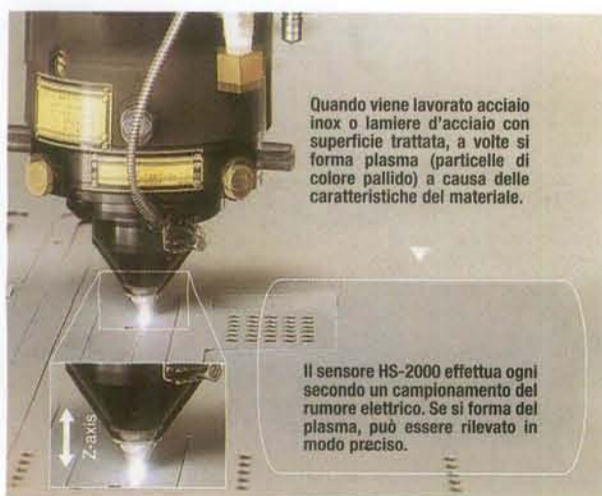 Quando viene lavorato acciaio
inox o lamiere d'acciaio con
superficie trattata, a volte si
forma plasma (particelle di
colore pallido) a causa delle
caratteristiche del materiale.
Il sensore HS-2000 effettua ogni
secondo un campionamento del
rumore elettrico. Se si forma del
plasma, può essere rilevato in
modo preciso.
Z-axis